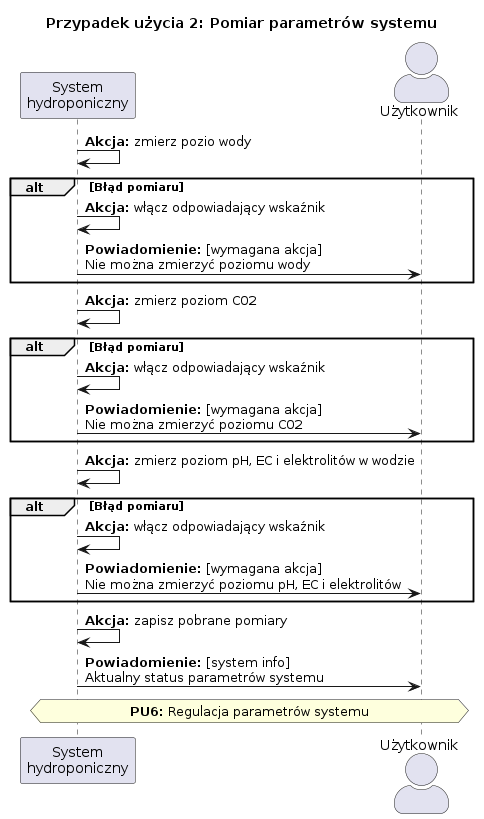 Przypadek użycia 2: Pomiar parametrów systemu
System
hydroponiczny
Użytkownik
Akcja: zmierz pozio wody
alt [Błąd pomiaru]
Akcja: włącz odpowiadający wskaźnik
Powiadomienie: [wymagana akcja]
Nie można zmierzyć poziomu wody
Akcja: zmierz poziom CO2
alt [Błąd pomiaru]
Akcja: włącz odpowiadający wskaźnik
Powiadomienie: [wymagana akcja]
Nie można zmierzyć poziomu CO2
Akcja: zmierz poziom pH, EC i elektrolitów w wodzie
alt [Błąd pomiaru]
Akcja: włącz odpowiadający wskaźnik
Powiadomienie: [wymagana akcja]
Nie można zmierzyć poziomu pH, EC i elektrolitów
Akcja: zapisz pobrane pomiary
Powiadomienie: [system info]
Aktualny status parametrów systemu
PU6: Regulacja parametrów systemu
System
hydroponiczny
Użytkownik